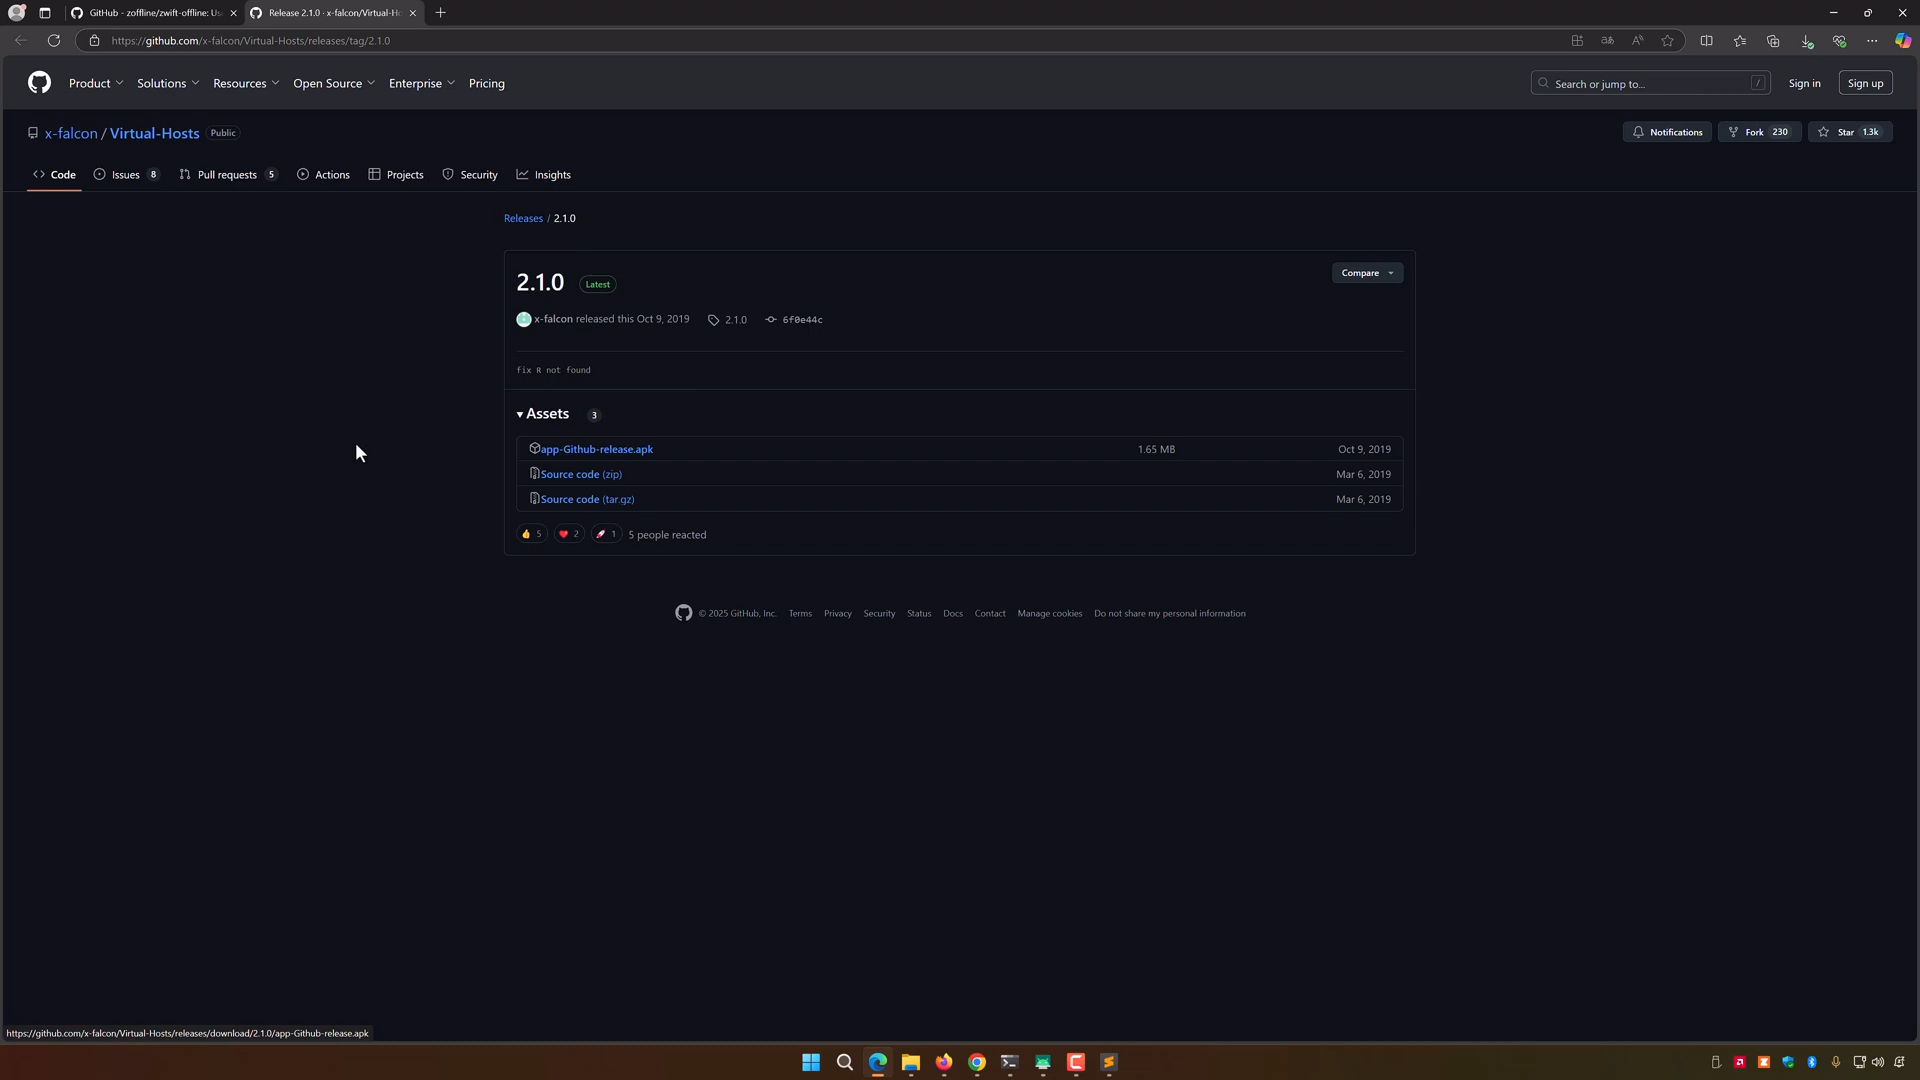 GitHub - zoffline/zwift-offline: Us
Release 2.1.0 · x-falcon/Virtual-Ho
https://github.com/x-falcon/Virtual-Hosts/releases/tag/2.1.0
Product Solutions Resources Open Source Enterprise Pricing
Search or jump to... / Sign in Sign up
x-falcon / Virtual-Hosts Public
Notifications Fork 230 Star 1.3k
Code Issues 8 Pull requests 5 Actions Projects Security Insights
Releases / 2.1.0
2.1.0 Latest Compare
x-falcon released this Oct 9, 2019 2.1.0 6f0e44c
fix R not found
Assets 3
app-Github-release.apk 1.65 MB Oct 9, 2019
Source code (zip) Mar 6, 2019
Source code (tar.gz) Mar 6, 2019
5 2 1 5 people reacted
© 2025 GitHub, Inc. Terms Privacy Security Status Docs Contact Manage cookies Do not share my personal information
https://github.com/x-falcon/Virtual-Hosts/releases/download/2.1.0/app-Github-release.apk